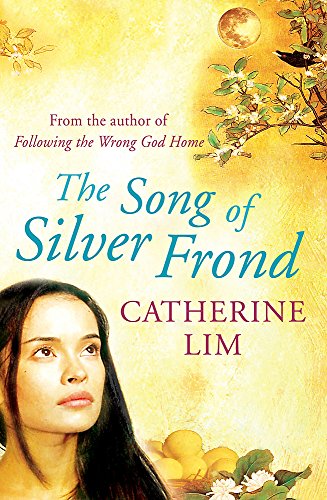 From the author of
Following the Wrong God Home
The Song of
Silver Frond
CATHERINE
LIM